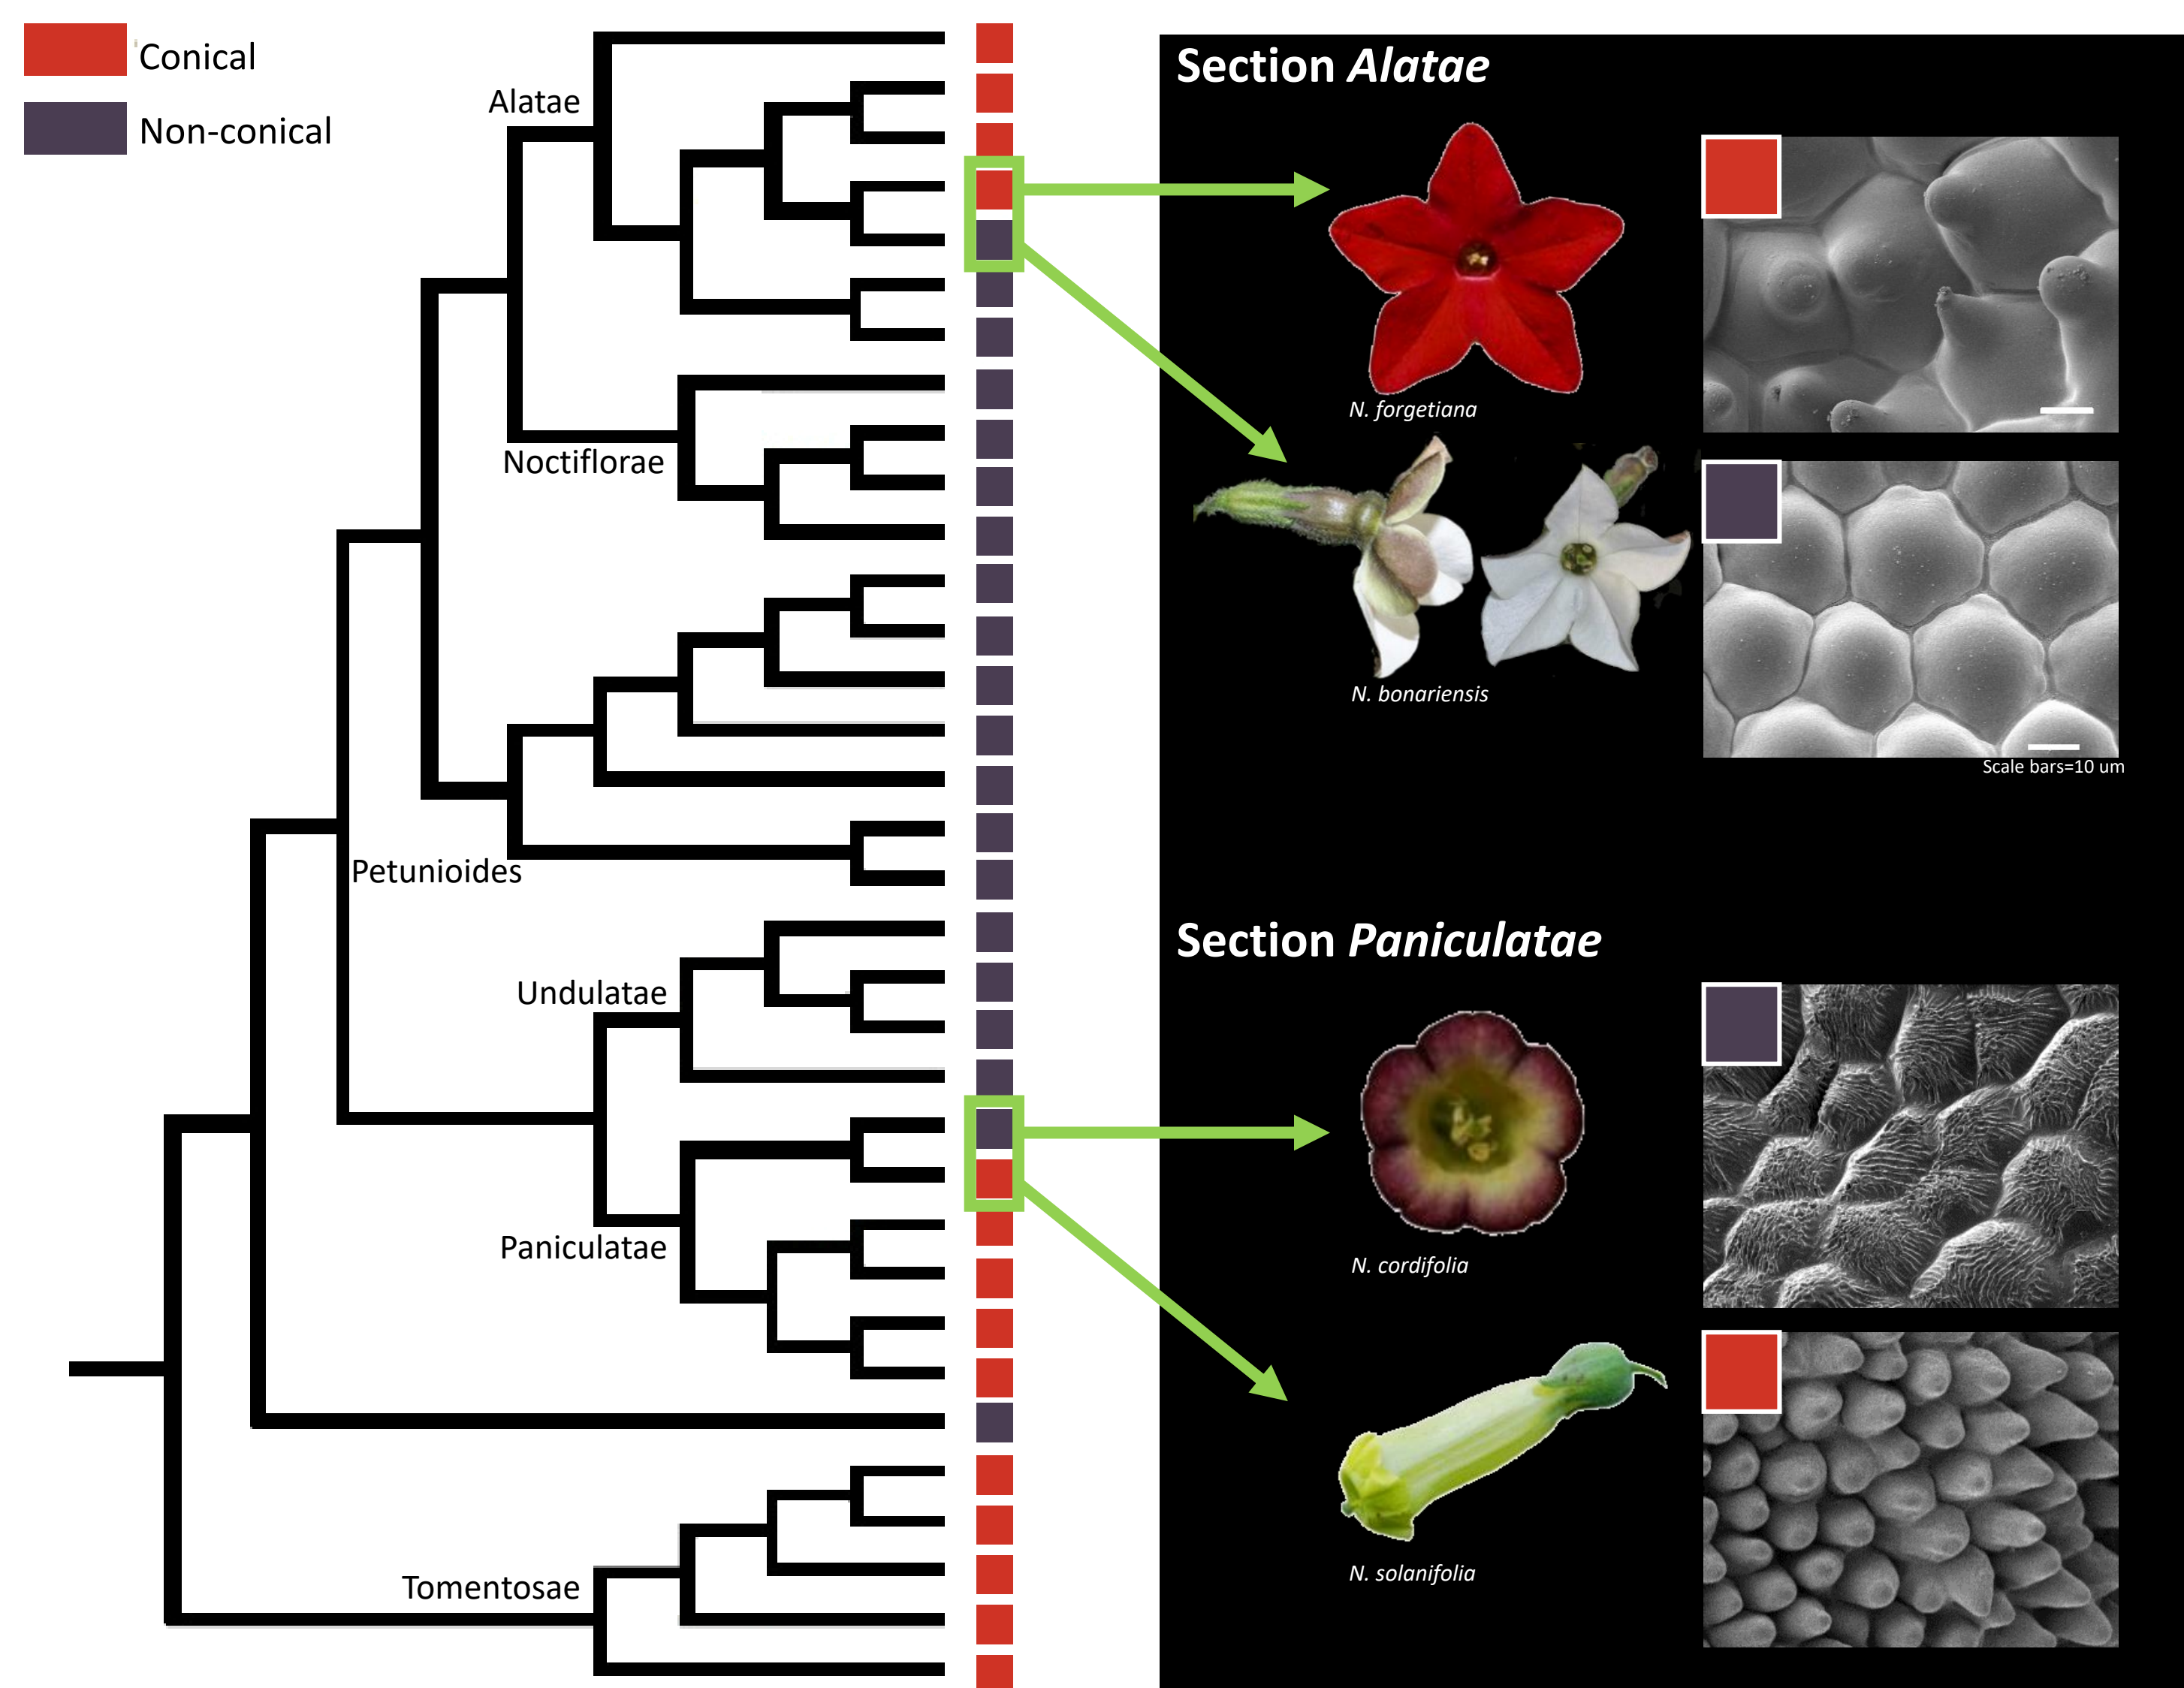 Conical
Non-conical
Alatae
Noctiflorae
Petunioides
Undulatae
Paniculatae
Tomentosae
Section Alatae
N. forgetiana
N. bonariensis
Scale bars=10 um
Section Paniculatae
N. cordifolia
N. solanifolia